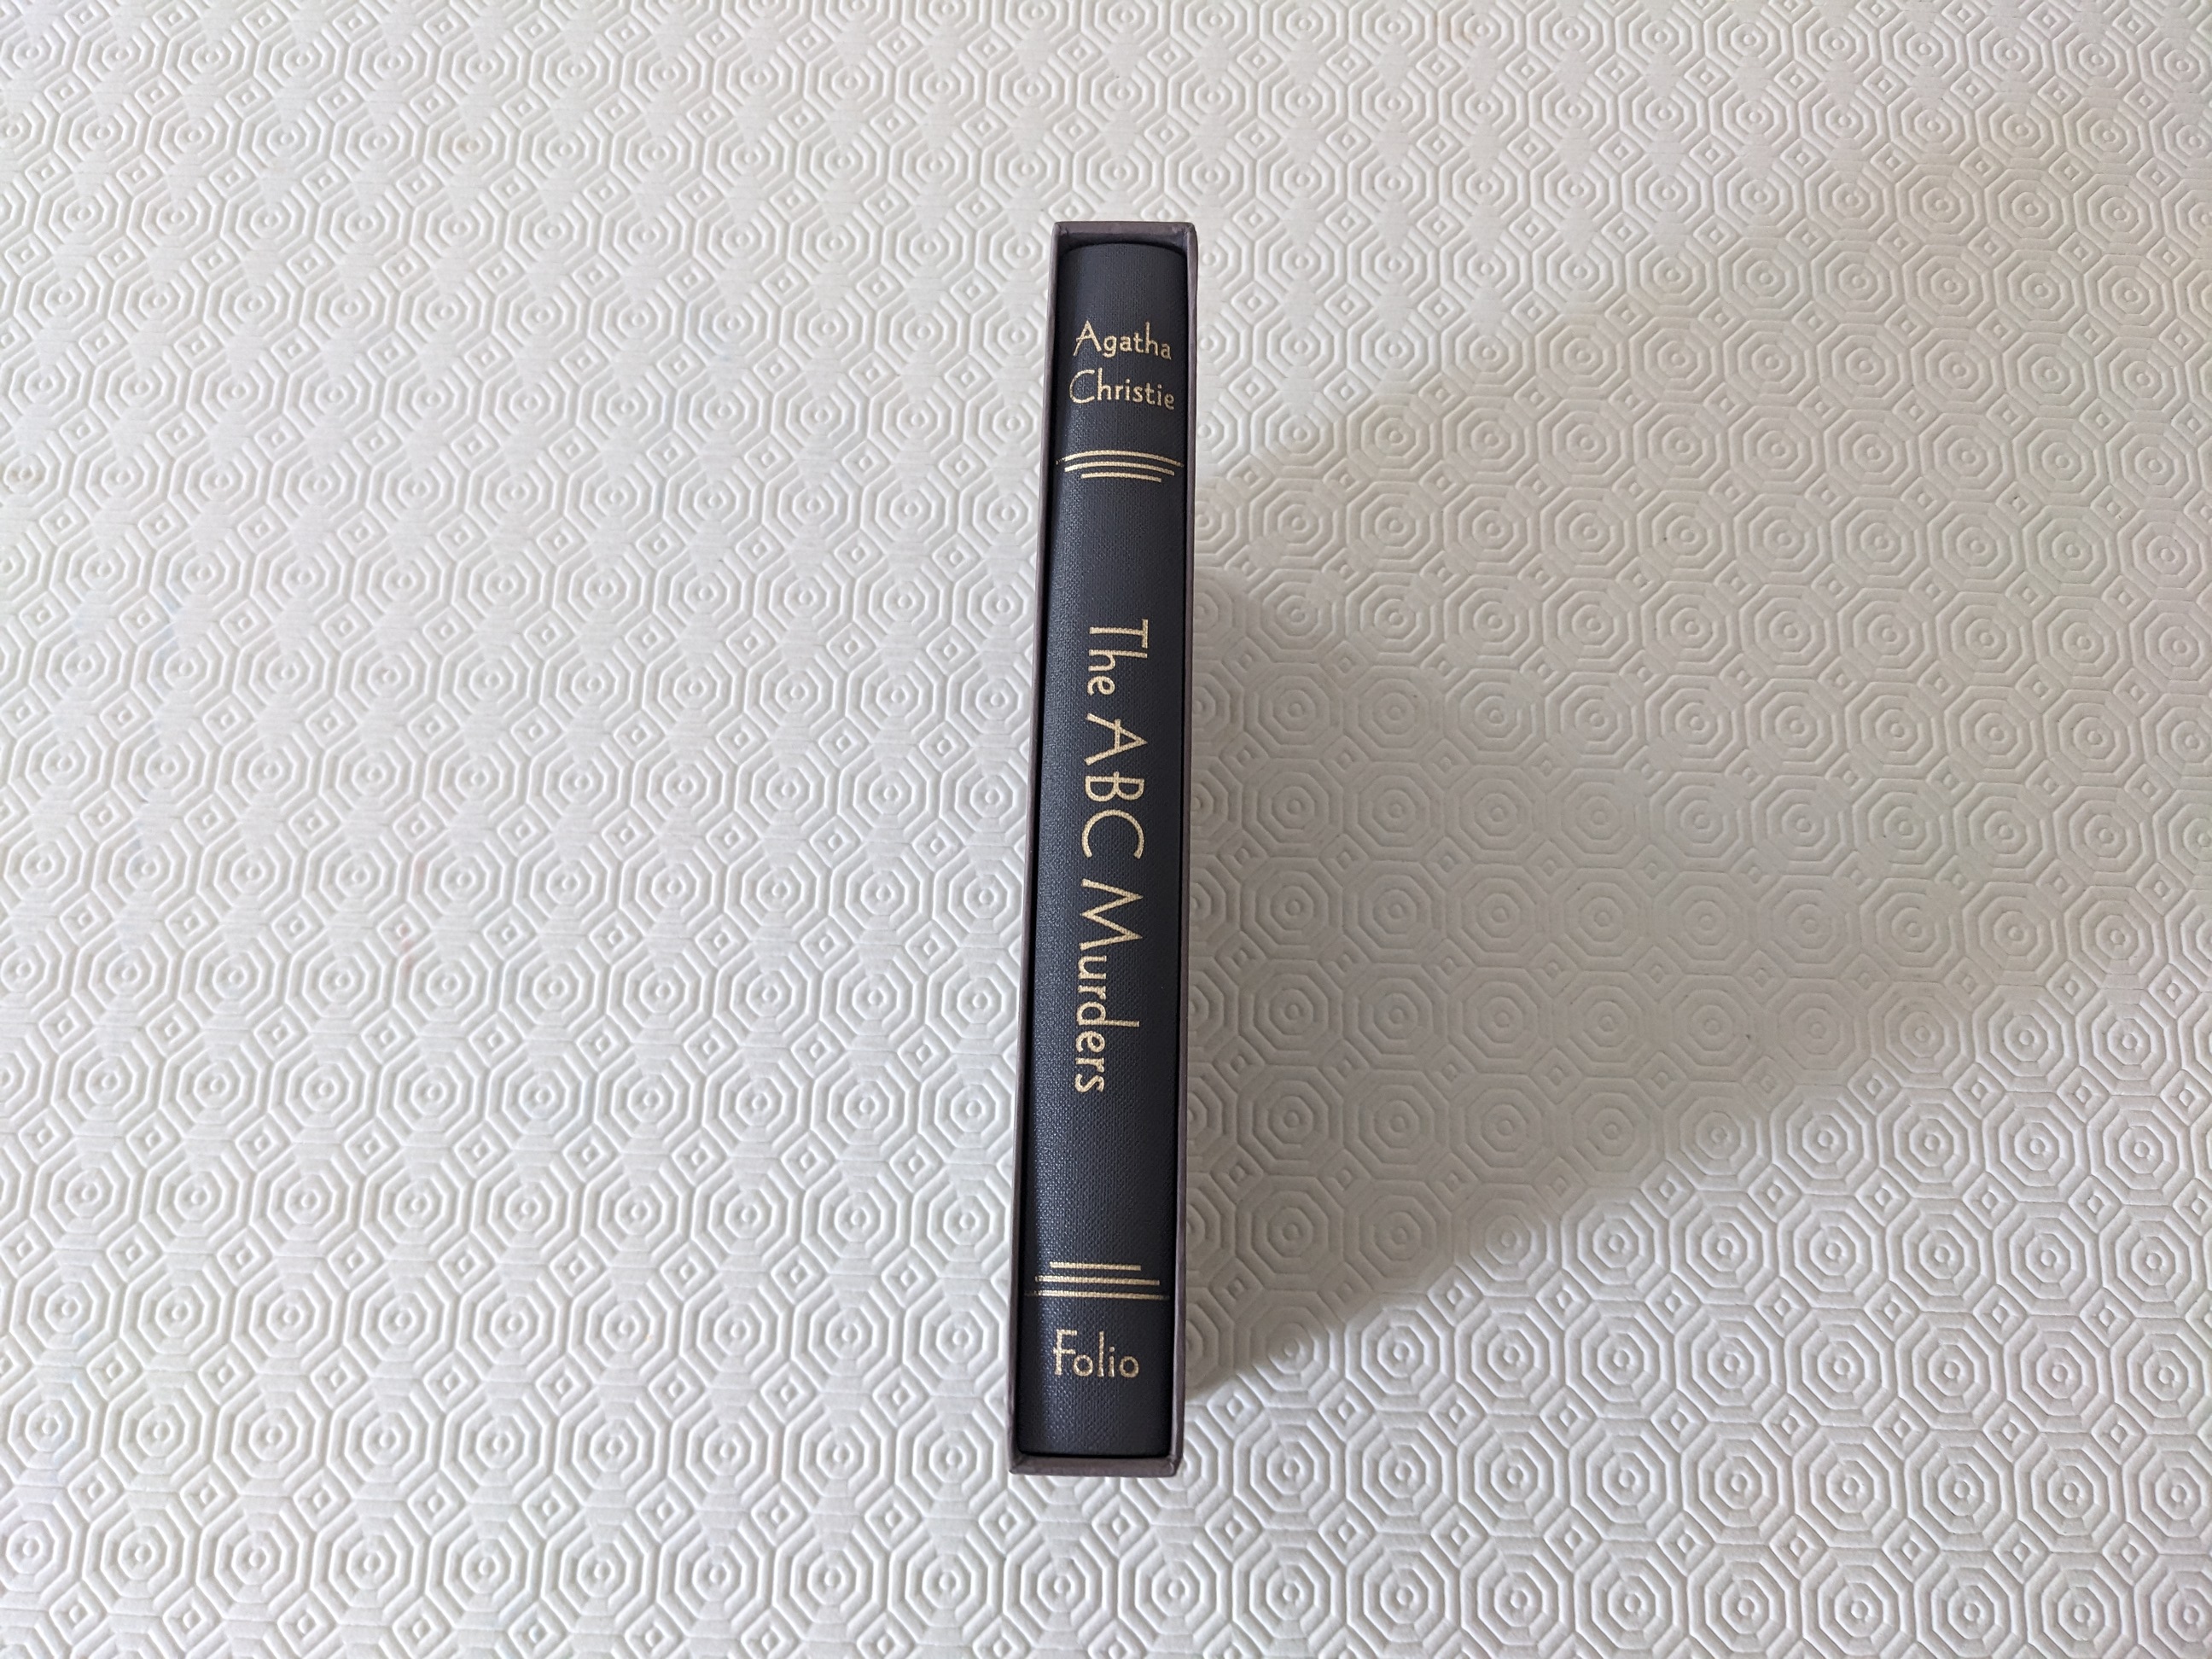 Agatha
Christie
The ABC Murders
Folio